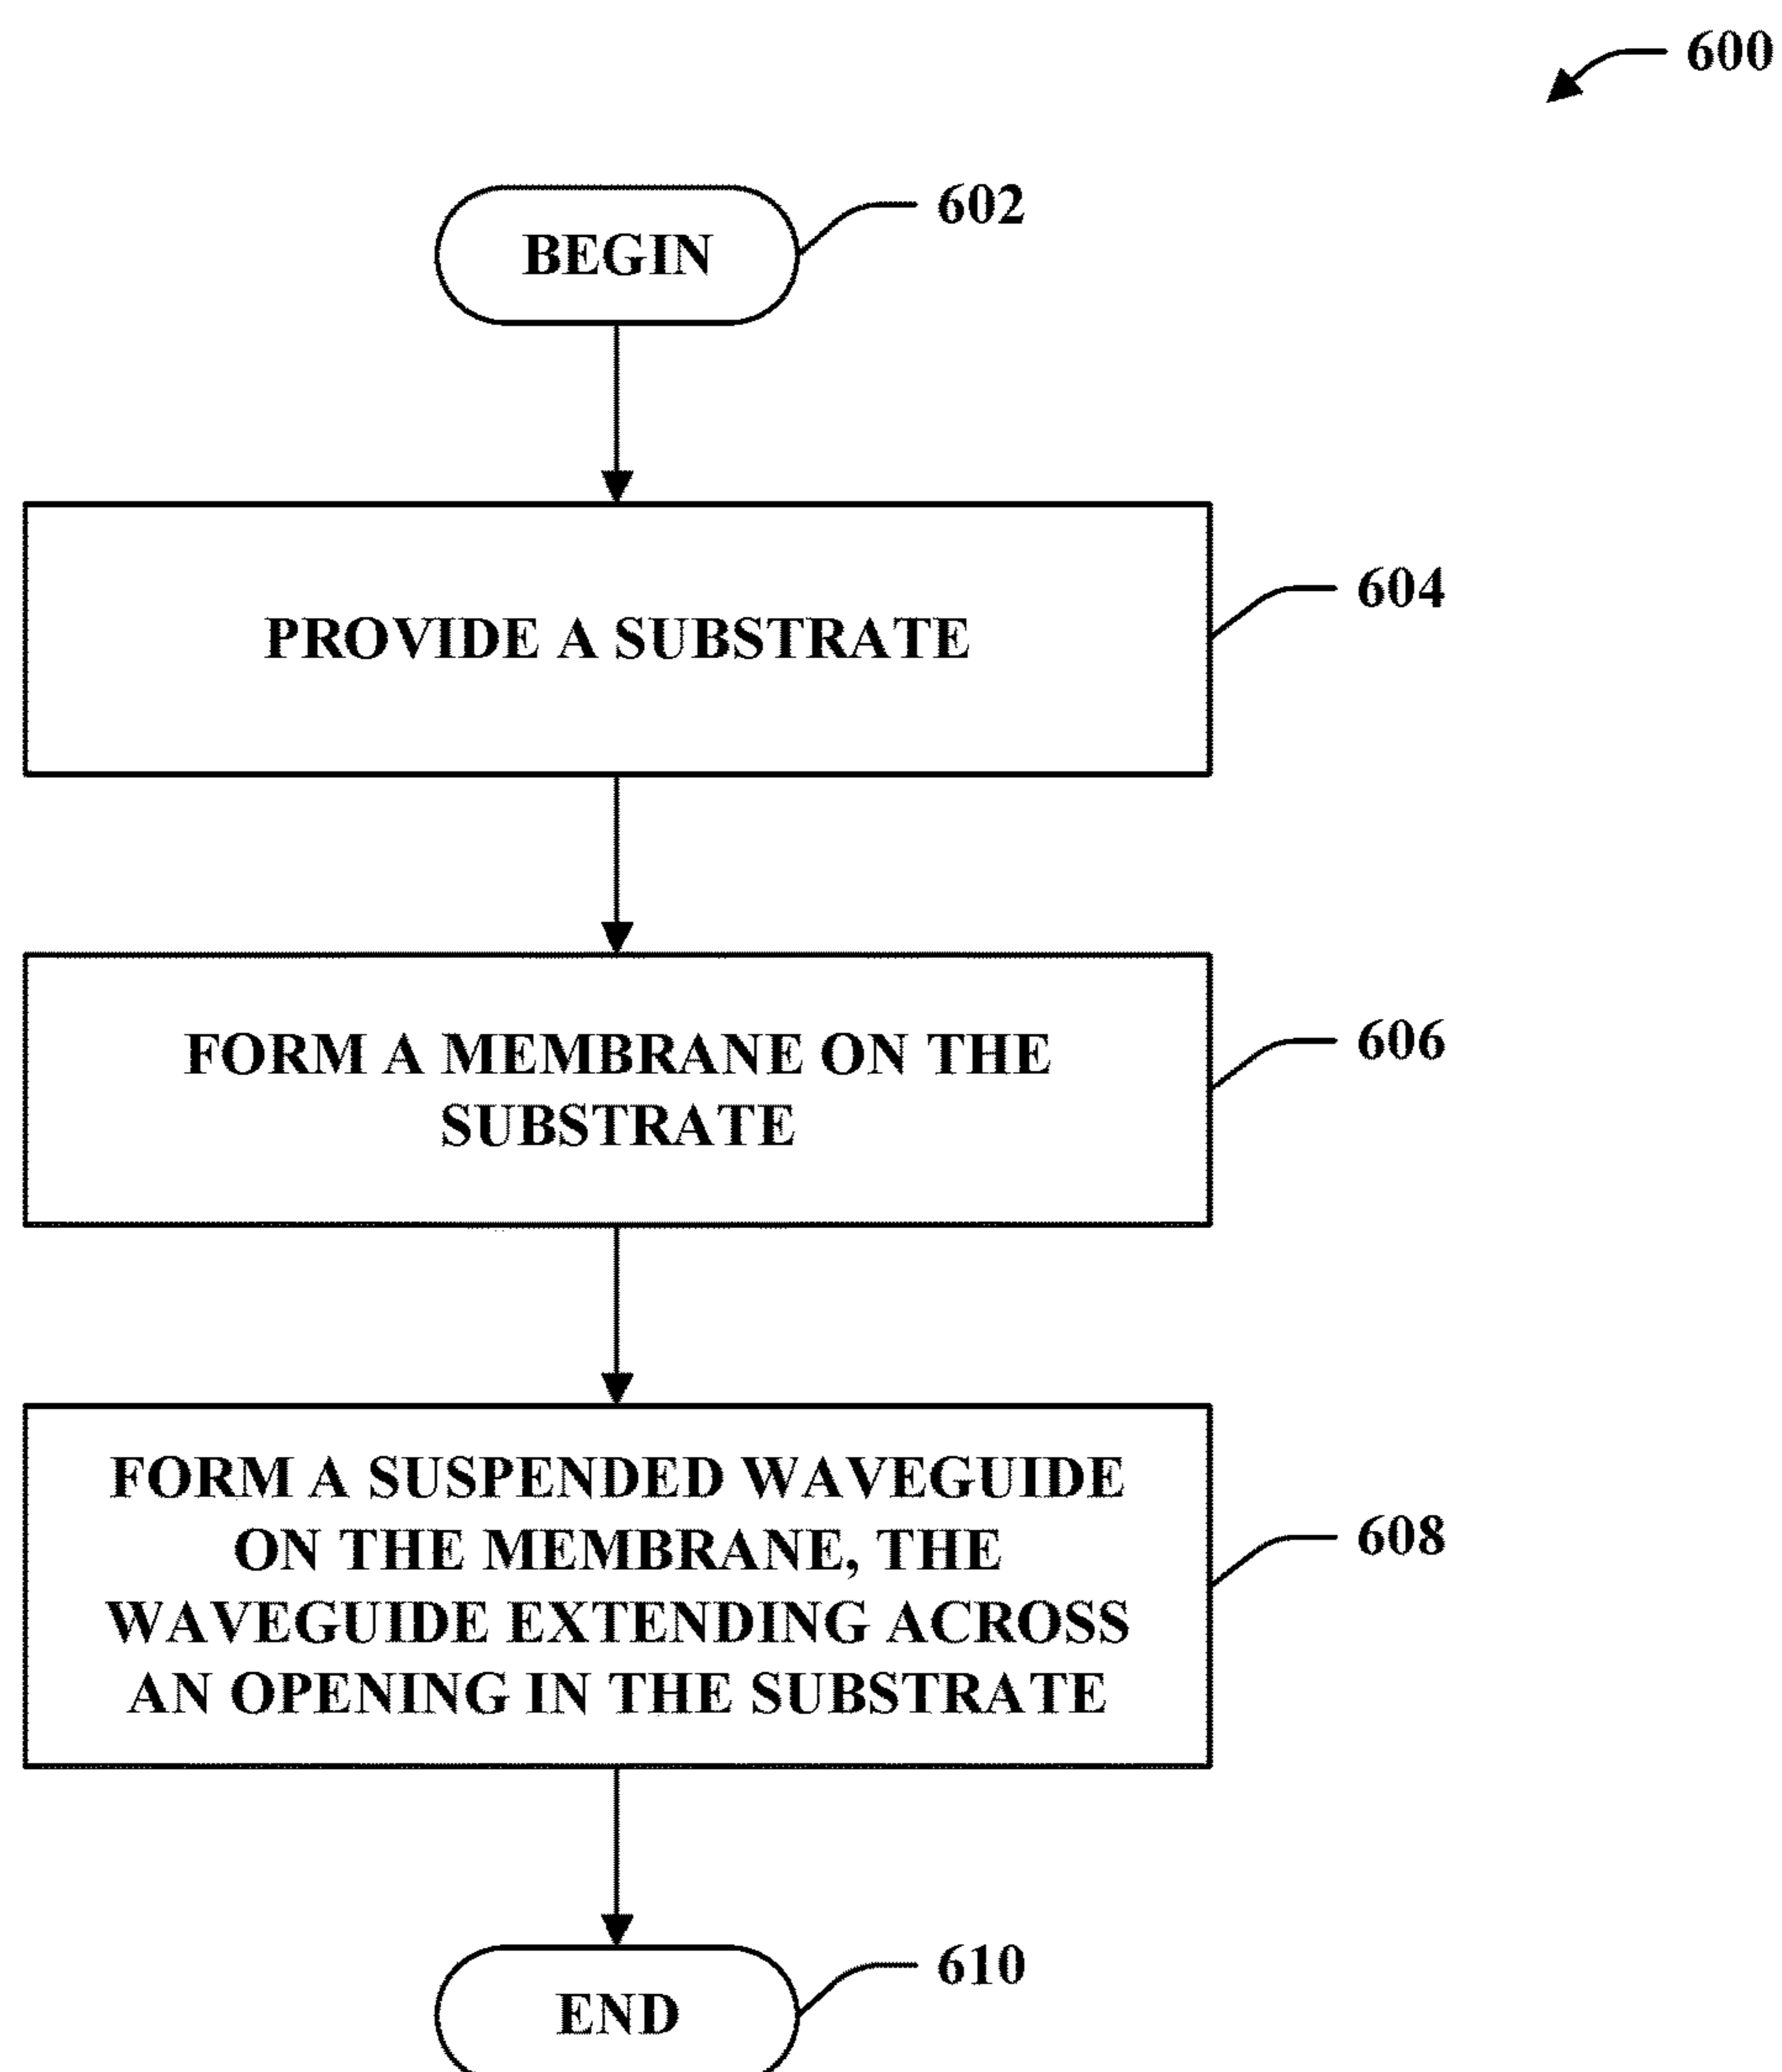 600
BEGIN
602
PROVIDE A SUBSTRATE
604
FORM A MEMBRANE ON THE
SUBSTRATE
606
FORM A SUSPENDED WAVEGUIDE
ON THE MEMBRANE, THE
WAVEGUIDE EXTENDING ACROSS
AN OPENING IN THE SUBSTRATE
608
END
610